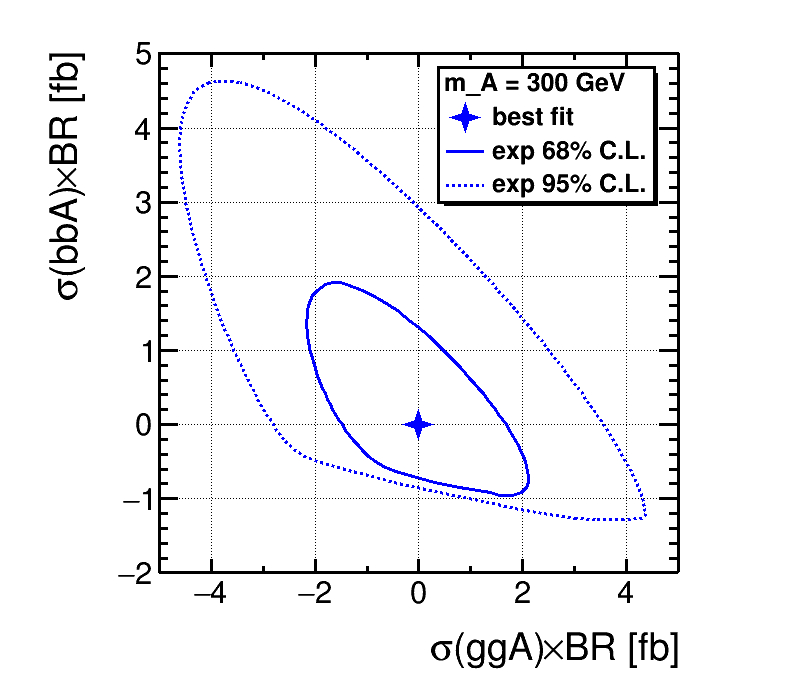 σ(bbA)×BR [fb]
5
4
3
2
1
0
−1
−2
m_A = 300 GeV
best fit
exp 68% C.L.
exp 95% C.L.
−4 −2 0 2 4
σ(ggA)×BR [fb]